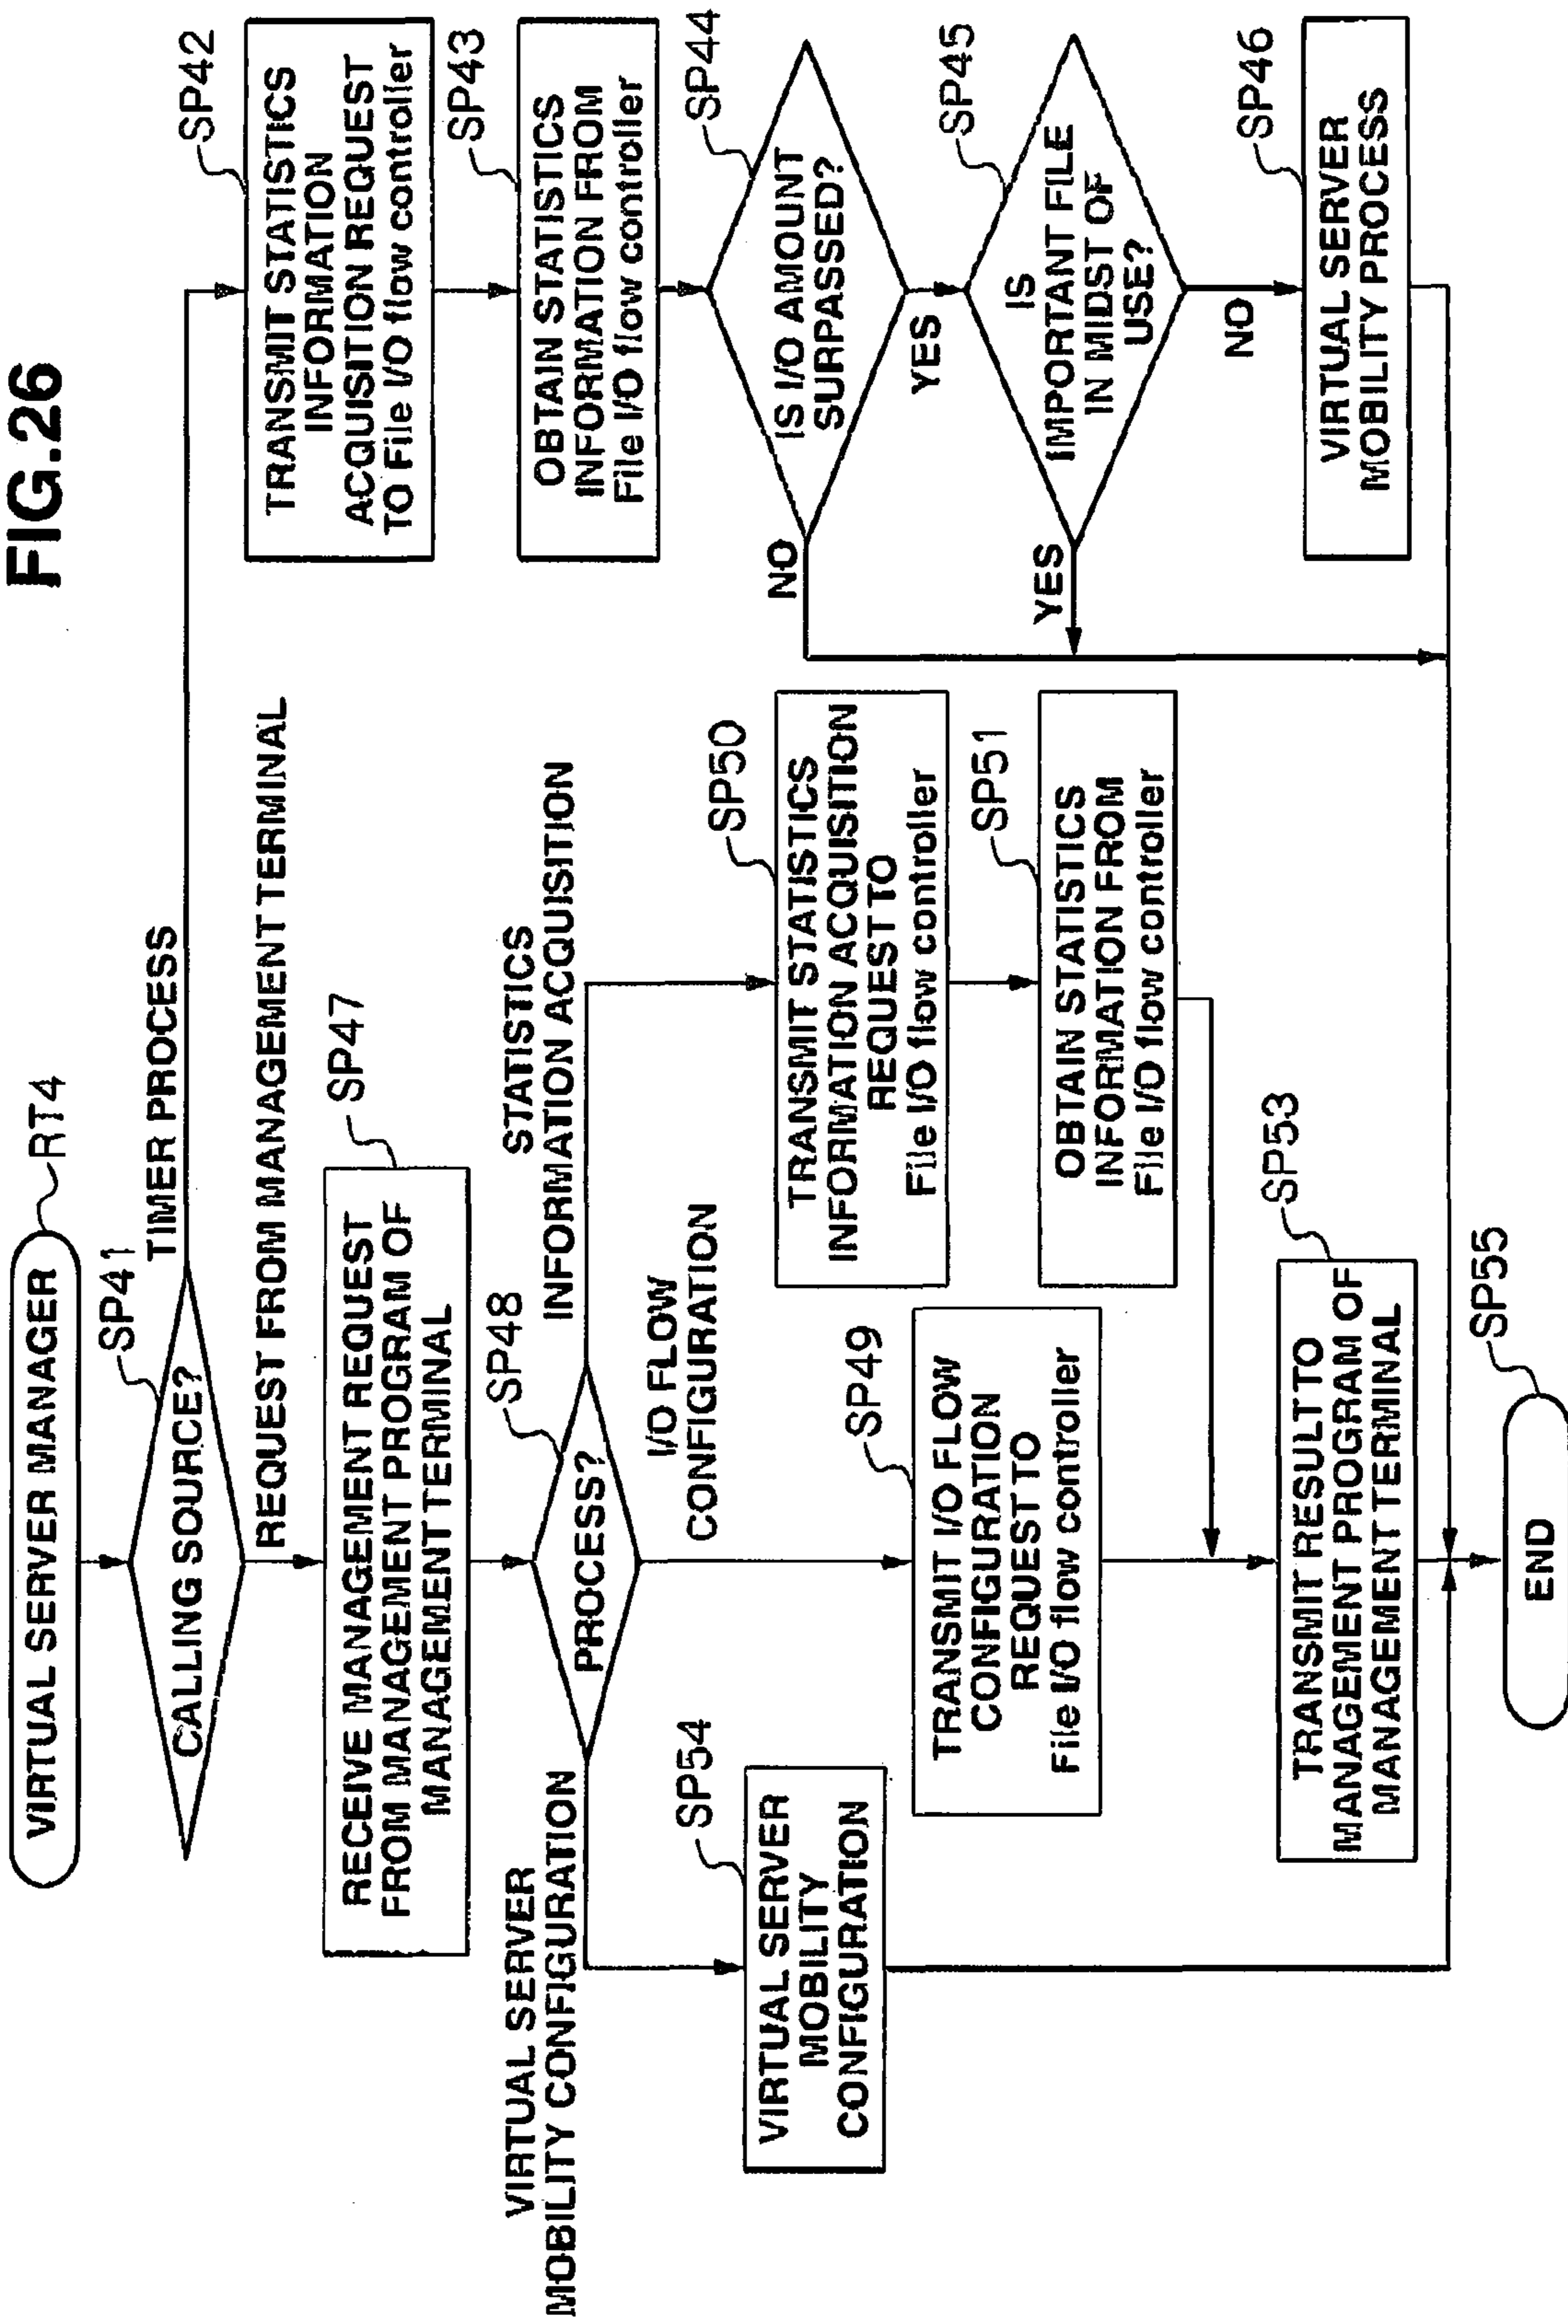 FIG.26
VIRTUAL SERVER MANAGER
RT4
SP41
CALLING SOURCE?
TIMER PROCESS
REQUEST FROM MANAGEMENT TERMINAL
SP42
TRANSMIT STATISTICS
INFORMATION
ACQUISITION REQUEST
TO File I/O flow controller
SP43
OBTAIN STATISTICS
INFORMATION FROM
File I/O flow controller
SP44
IS I/O AMOUNT
SURPASSED?
NO
YES
SP45
IS
IMPORTANT FILE
IN MIDST OF
USE?
YES
NO
SP46
VIRTUAL SERVER
MOBILITY PROCESS
SP47
RECEIVE MANAGEMENT REQUEST
FROM MANAGEMENT PROGRAM OF
MANAGEMENT TERMINAL
SP48
PROCESS?
VIRTUAL SERVER
MOBILITY CONFIGURATION
I/O FLOW
CONFIGURATION
STATISTICS
INFORMATION ACQUISITION
SP54
VIRTUAL SERVER
MOBILITY
CONFIGURATION
SP49
TRANSMIT I/O FLOW
CONFIGURATION
REQUEST TO
File I/O flow controller
SP50
TRANSMIT STATISTICS
INFORMATION ACQUISITION
REQUEST TO
File I/O flow controller
SP51
OBTAIN STATISTICS
INFORMATION FROM
File I/O flow controller
SP53
TRANSMIT RESULT TO
MANAGEMENT PROGRAM OF
MANAGEMENT TERMINAL
SP55
END